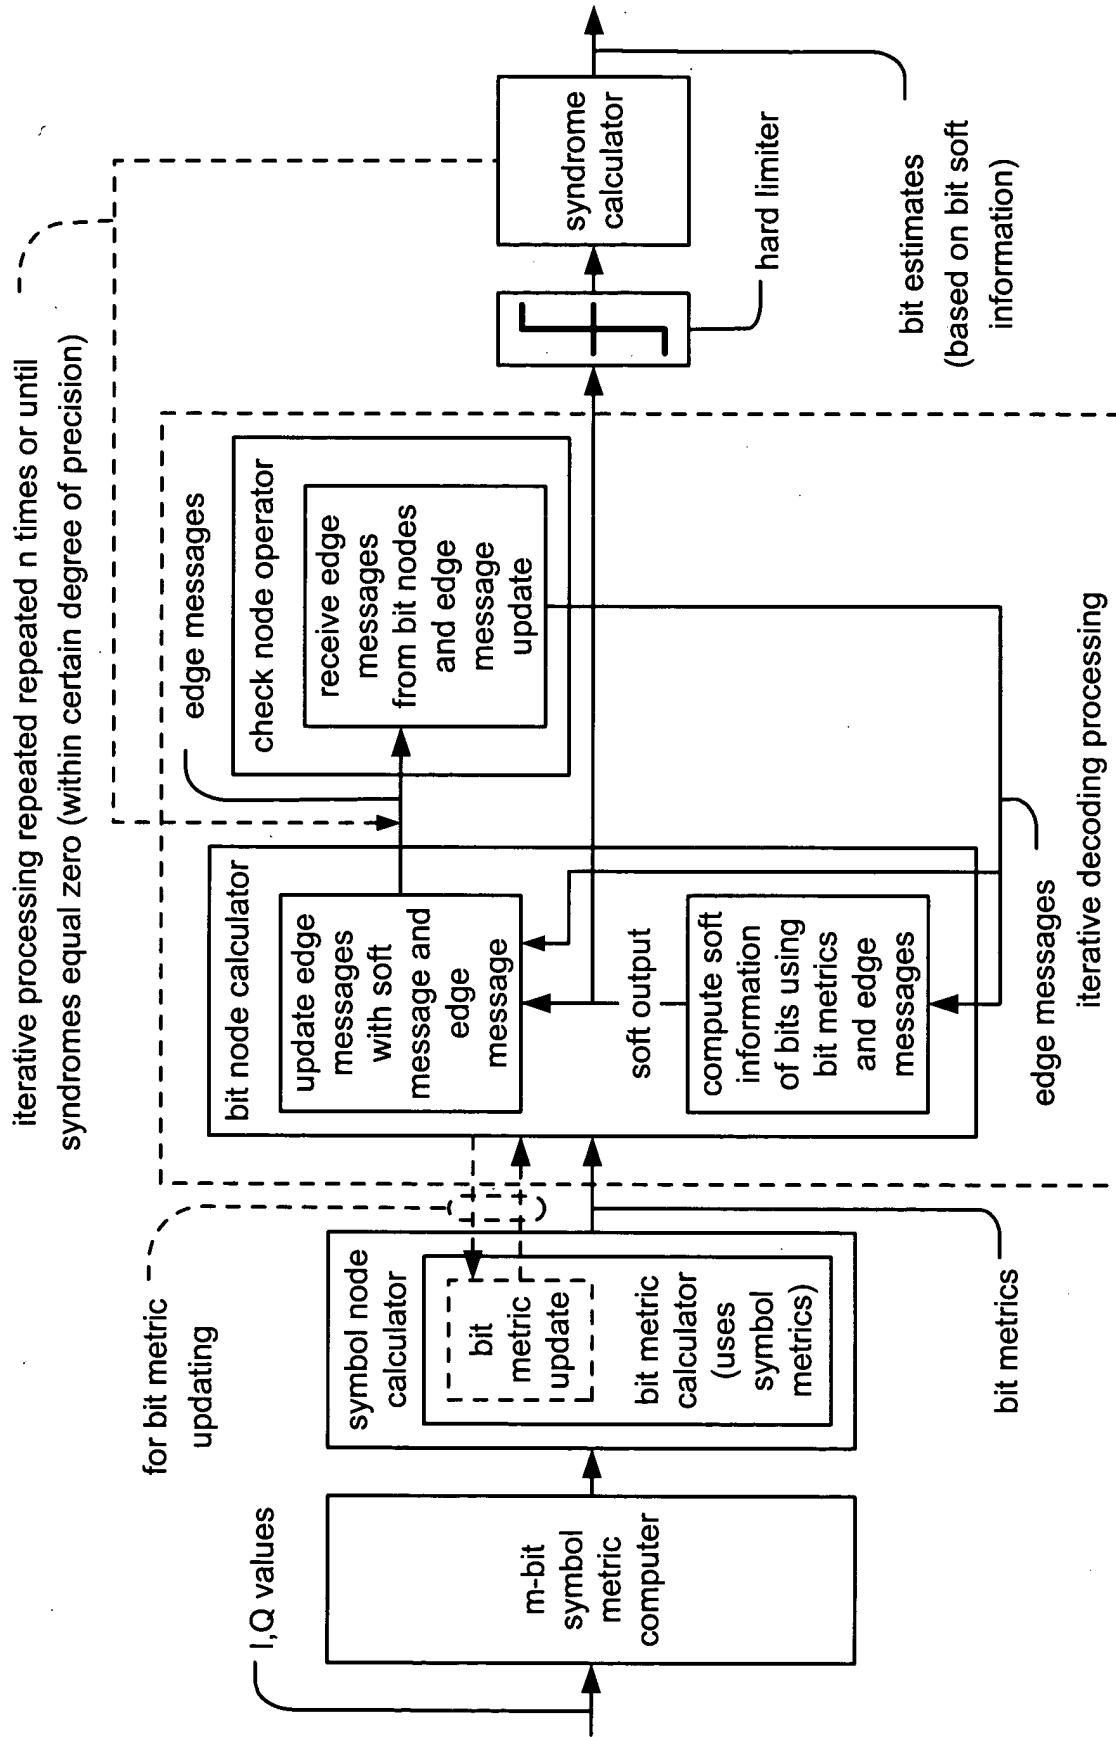 iterative processing repeated repeated n times or until
syndromes equal zero (within certain degree of precision)
for bit metric
updating
I,Q values
m-bit
symbol
metric
computer
symbol node
calculator
bit
metric
update
bit metric
calculator
(uses
symbol
metrics)
bit metrics
bit node calculator
update edge
messages
with soft
message and
edge
message
soft output
compute soft
information
of bits using
bit metrics
and edge
messages
edge messages
check node operator
receive edge
messages
from bit nodes
and edge
message
update
edge messages
iterative decoding processing
hard limiter
syndrome
calculator
bit estimates
(based on bit soft
information)